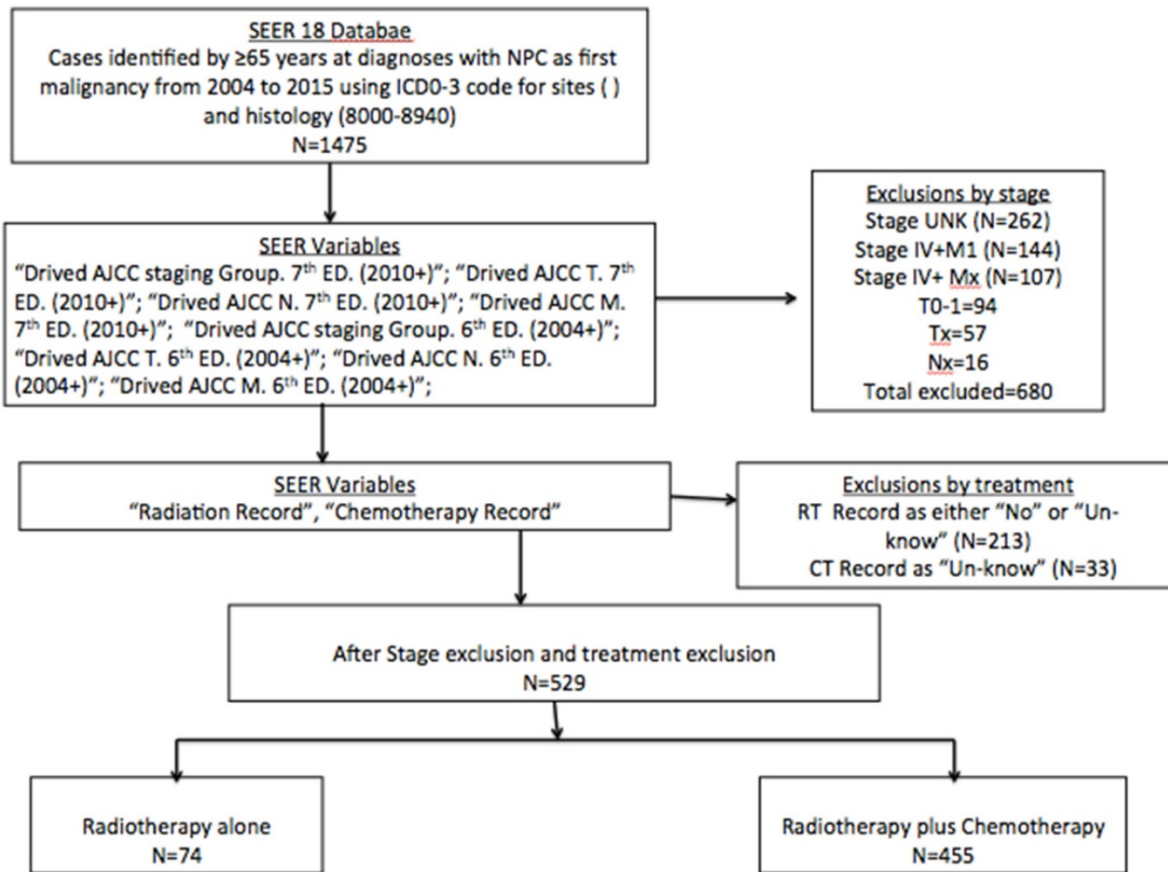 SEER 18 Databae
Cases identified by ≥65 years at diagnoses with NPC as first
malignancy from 2004 to 2015 using ICD0-3 code for sites ( )
and histology (8000-8940)
N=1475
Exclusions by stage
Stage UNK (N=262)
Stage IV+M1 (N=144)
Stage IV+ Mx (N=107)
T0-1=94
Tx=57
Nx=16
Total excluded=680
SEER Variables
“Drived AJCC staging Group. 7th ED. (2010+)”; “Drived AJCC T. 7th
ED. (2010+)”; “Drived AJCC N. 7th ED. (2010+)”; “Drived AJCC M.
7th ED. (2010+)”; “Drived AJCC staging Group. 6th ED. (2004+)”;
“Drived AJCC T. 6th ED. (2004+)”; “Drived AJCC N. 6th ED.
(2004+)”; “Drived AJCC M. 6th ED. (2004+)”;
SEER Variables
“Radiation Record”, “Chemotherapy Record”
Exclusions by treatment
RT Record as either “No” or “Un-
know” (N=213)
CT Record as “Un-know” (N=33)
After Stage exclusion and treatment exclusion
N=529
Radiotherapy alone
N=74
Radiotherapy plus Chemotherapy
N=455